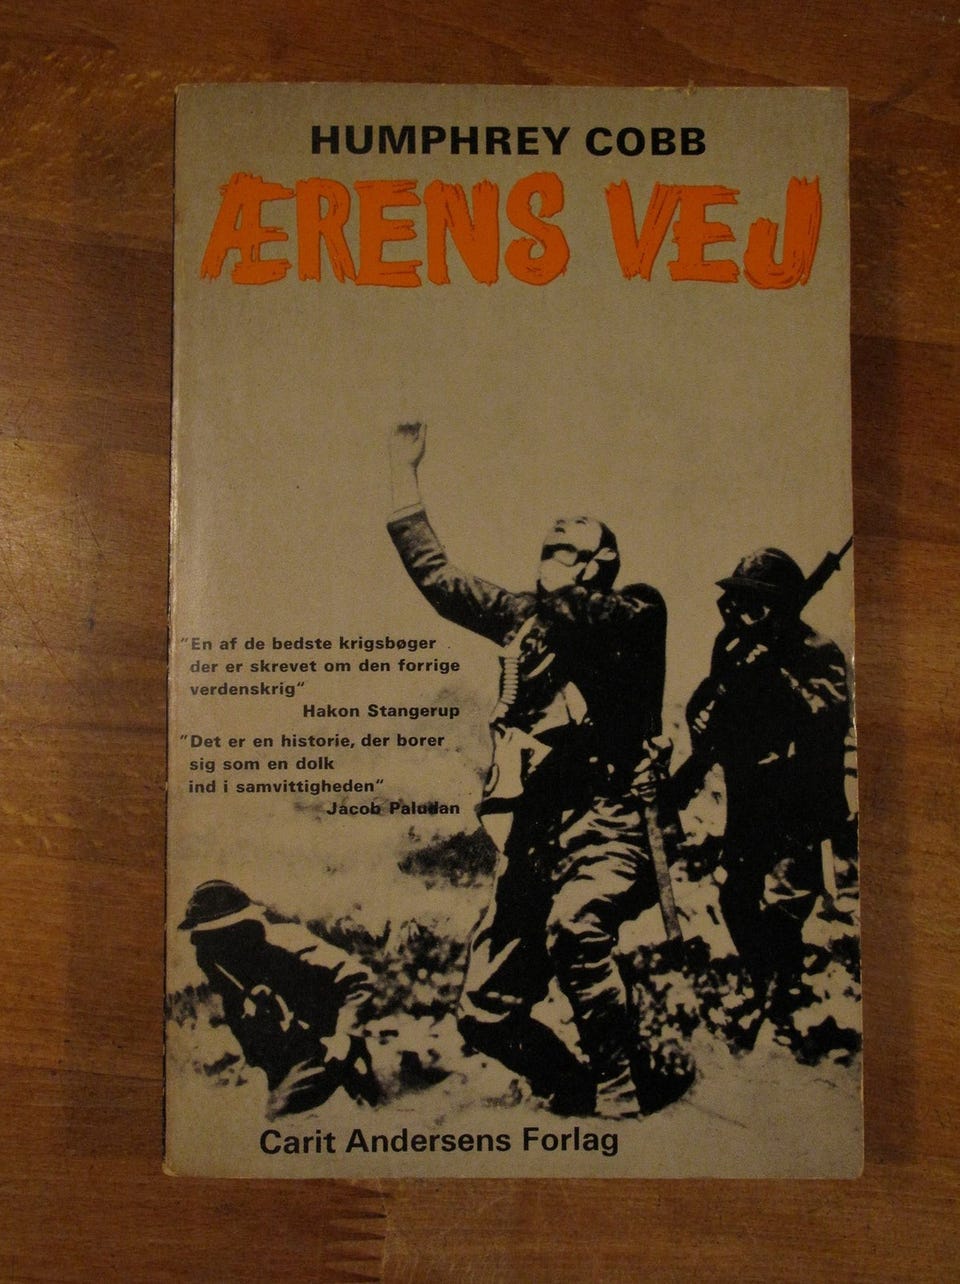 HUMPHREY COBB
ÆRENS VEJ
"En af de bedste krigsbøger
der er skrevet om den forrige
verdenskrig"
Hakon Stangerup
"Det er en historie, der borer
sig som en dolk
ind i samvittigheden"
Jacob Paludan
Carit Andersens Forlag